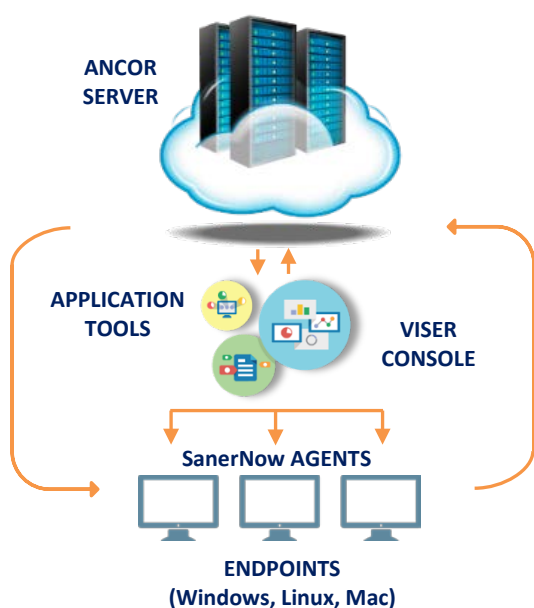 ANCOR
SERVER
APPLICATION
TOOLS
VISER
CONSOLE
SanerNow AGENTS
ENDPOINTS
(Windows, Linux, Mac)